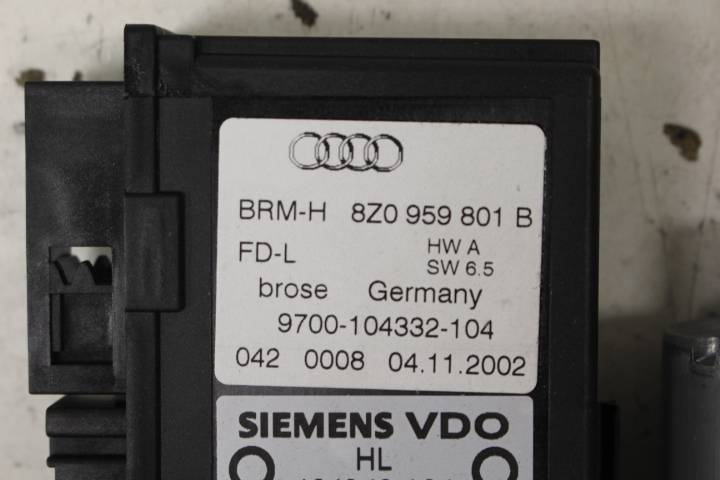 BRM-H 8Z0 959 801 B
FD-L HW A
SW 6.5
brose Germany
9700-104332-104
042 0008 04.11.2002
SIEMENS VDO
HL